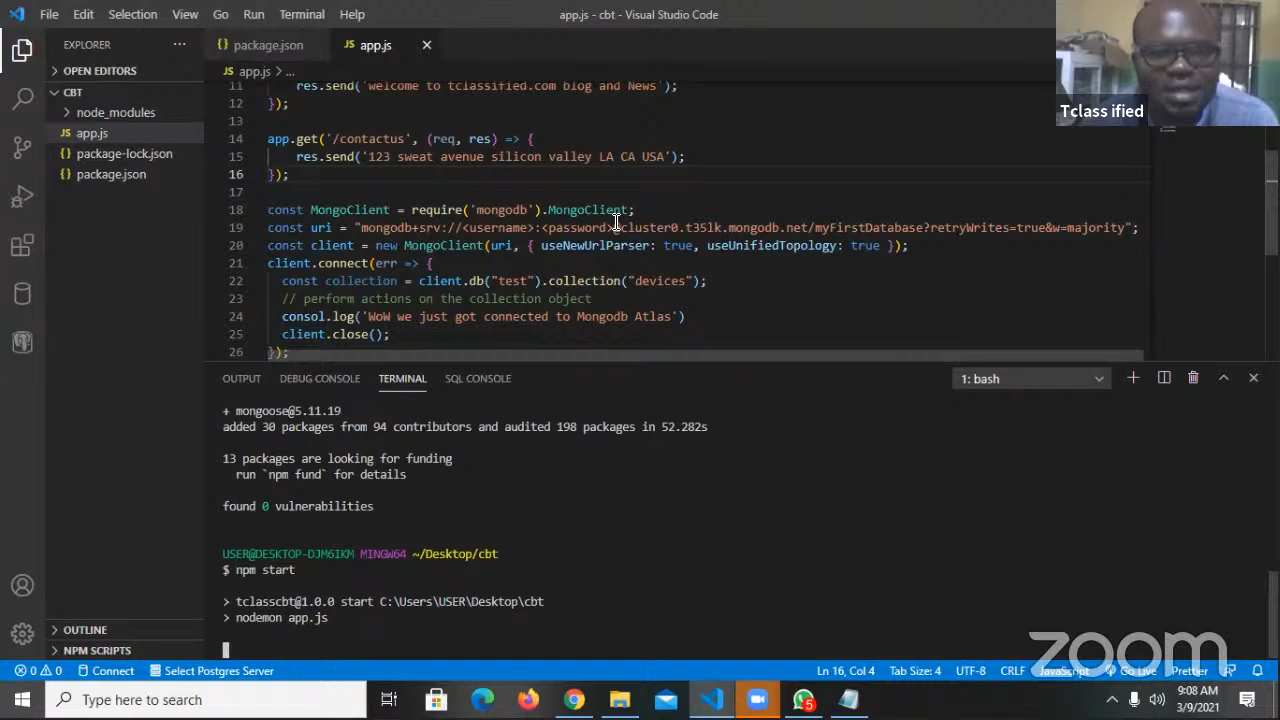 File Edit Selection View Go Run Terminal Help
app.js - cbt - Visual Studio Code
EXPLORER
OPEN EDITORS
CBT
node_modules
JS app.js
package-lock.json
package.json
OUTLINE
NPM SCRIPTS
{} package.json
JS app.js
JS app.js > ...
Tclass ified
11 res.send('welcome to tclassified.com blog and News');
12 });
13
14 app.get('/contactus', (req, res) => {
15 res.send('123 sweat avenue silicon valley LA CA USA');
16 });
17
18 const MongoClient = require('mongodb').MongoClient;
19 const uri = "mongodb+srv://<username>:<password>@cluster0.t35lk.mongodb.net/myFirstDatabase?retryWrites=true&w=majority";
20 const client = new MongoClient(uri, { useNewUrlParser: true, useUnifiedTopology: true });
21 client.connect(err => {
22 const collection = client.db("test").collection("devices");
23 // perform actions on the collection object
24 consol.log('WoW we just got connected to Mongodb Atlas')
25 client.close();
26 });
OUTPUT DEBUG CONSOLE TERMINAL SQL CONSOLE
1: bash
+ mongoose@5.11.19
added 30 packages from 94 contributors and audited 198 packages in 52.282s
13 packages are looking for funding
run `npm fund` for details
found 0 vulnerabilities
USER@DESKTOP-DJM6IKM MINGW64 ~/Desktop/cbt
$ npm start
> tclasscbt@1.0.0 start C:\Users\USER\Desktop\cbt
> nodemon app.js
zoom
0 0 Connect Select Postgres Server
Ln 16, Col 4 Tab Size: 4 UTF-8 CRLF JavaScript Go Live Prettier
Type here to search
5
9:08 AM
3/9/2021